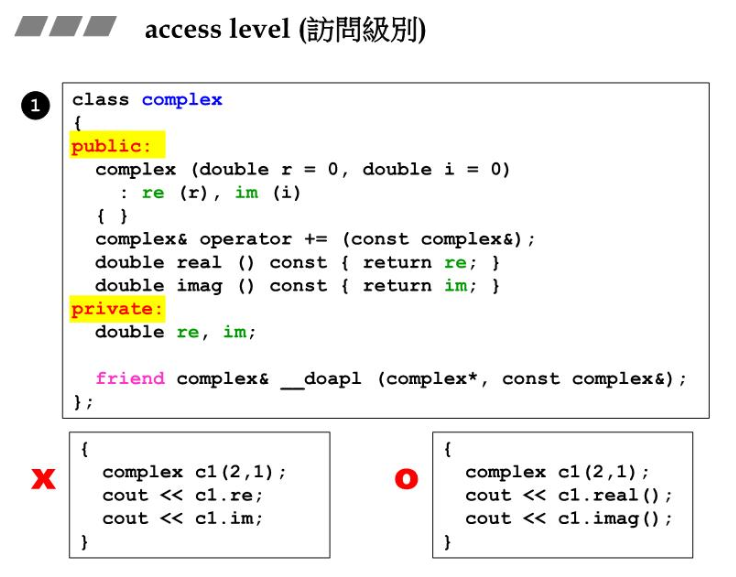 access level (訪問級別)
1
class complex
{
public:
  complex (double r = 0, double i = 0)
    : re (r), im (i)
  { }
  complex& operator += (const complex&);
  double real () const { return re; }
  double imag () const { return im; }
private:
  double re, im;
  friend complex& __doapl (complex*, const complex&);
};
X
{
  complex c1(2,1);
  cout << c1.re;
  cout << c1.im;
}
O
{
  complex c1(2,1);
  cout << c1.real();
  cout << c1.imag();
}